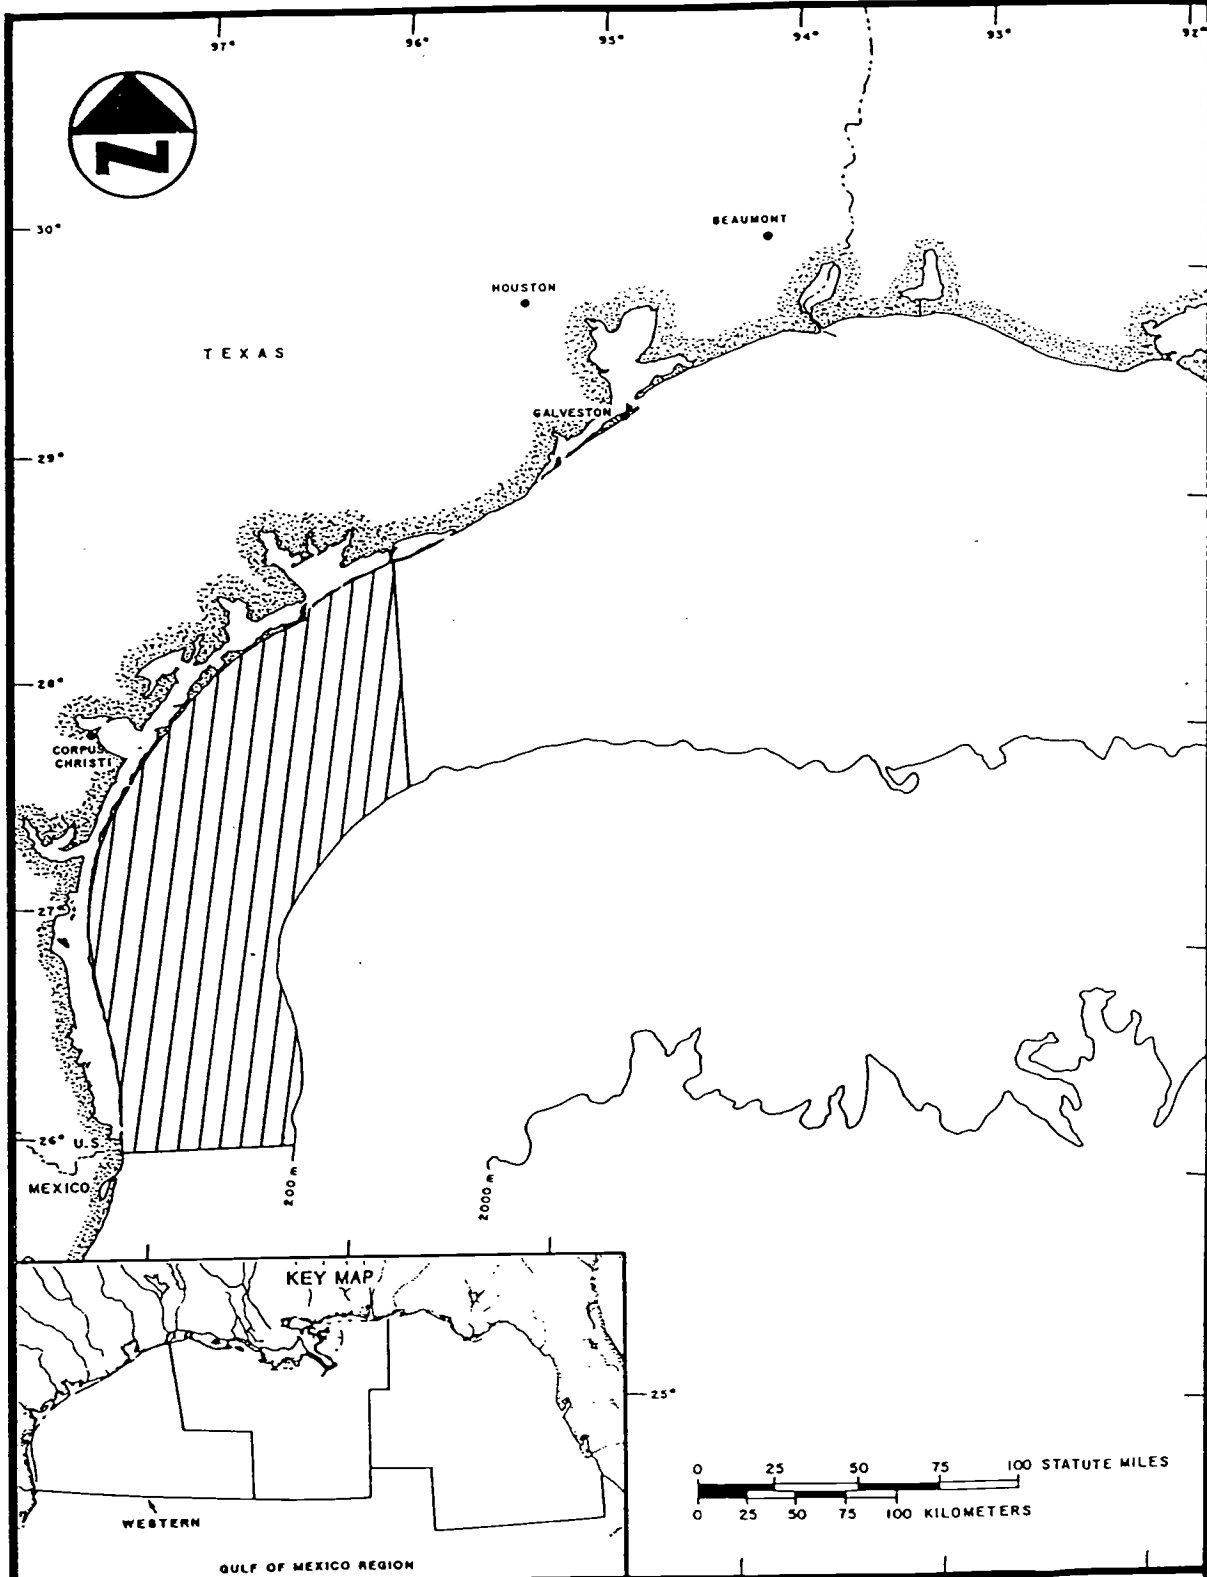 97° 96° 95° 94° 93° 92°
N
30°
BEAUMONT
HOUSTON
TEXAS
GALVESTON
29°
28°
CORPUS
CHRISTI
27°
26° U.S.
MEXICO
200 m
2000 m
KEY MAP
25°
WESTERN
GULF OF MEXICO REGION
0 25 50 75 100 STATUTE MILES
0 25 50 75 100 KILOMETERS